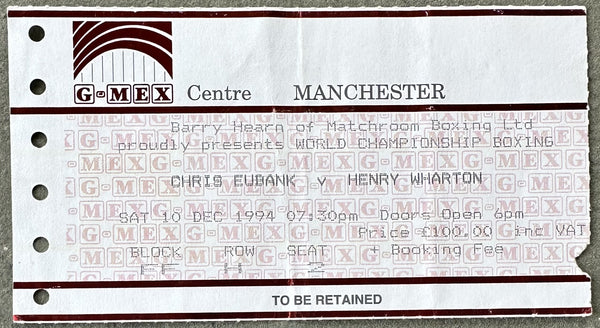 G-MEX Centre MANCHESTER
Barry Hearn of Matchroom Boxing Ltd
proudly presents WORLD CHAMPIONSHIP BOXING
CHRIS EUBANK v HENRY WHARTON
SAT 10 DEC 1994 07:30pm Doors Open 6pm
Price £100.00 inc VAT
BLOCK ROW SEAT + Booking Fee
FF H 2
TO BE RETAINED